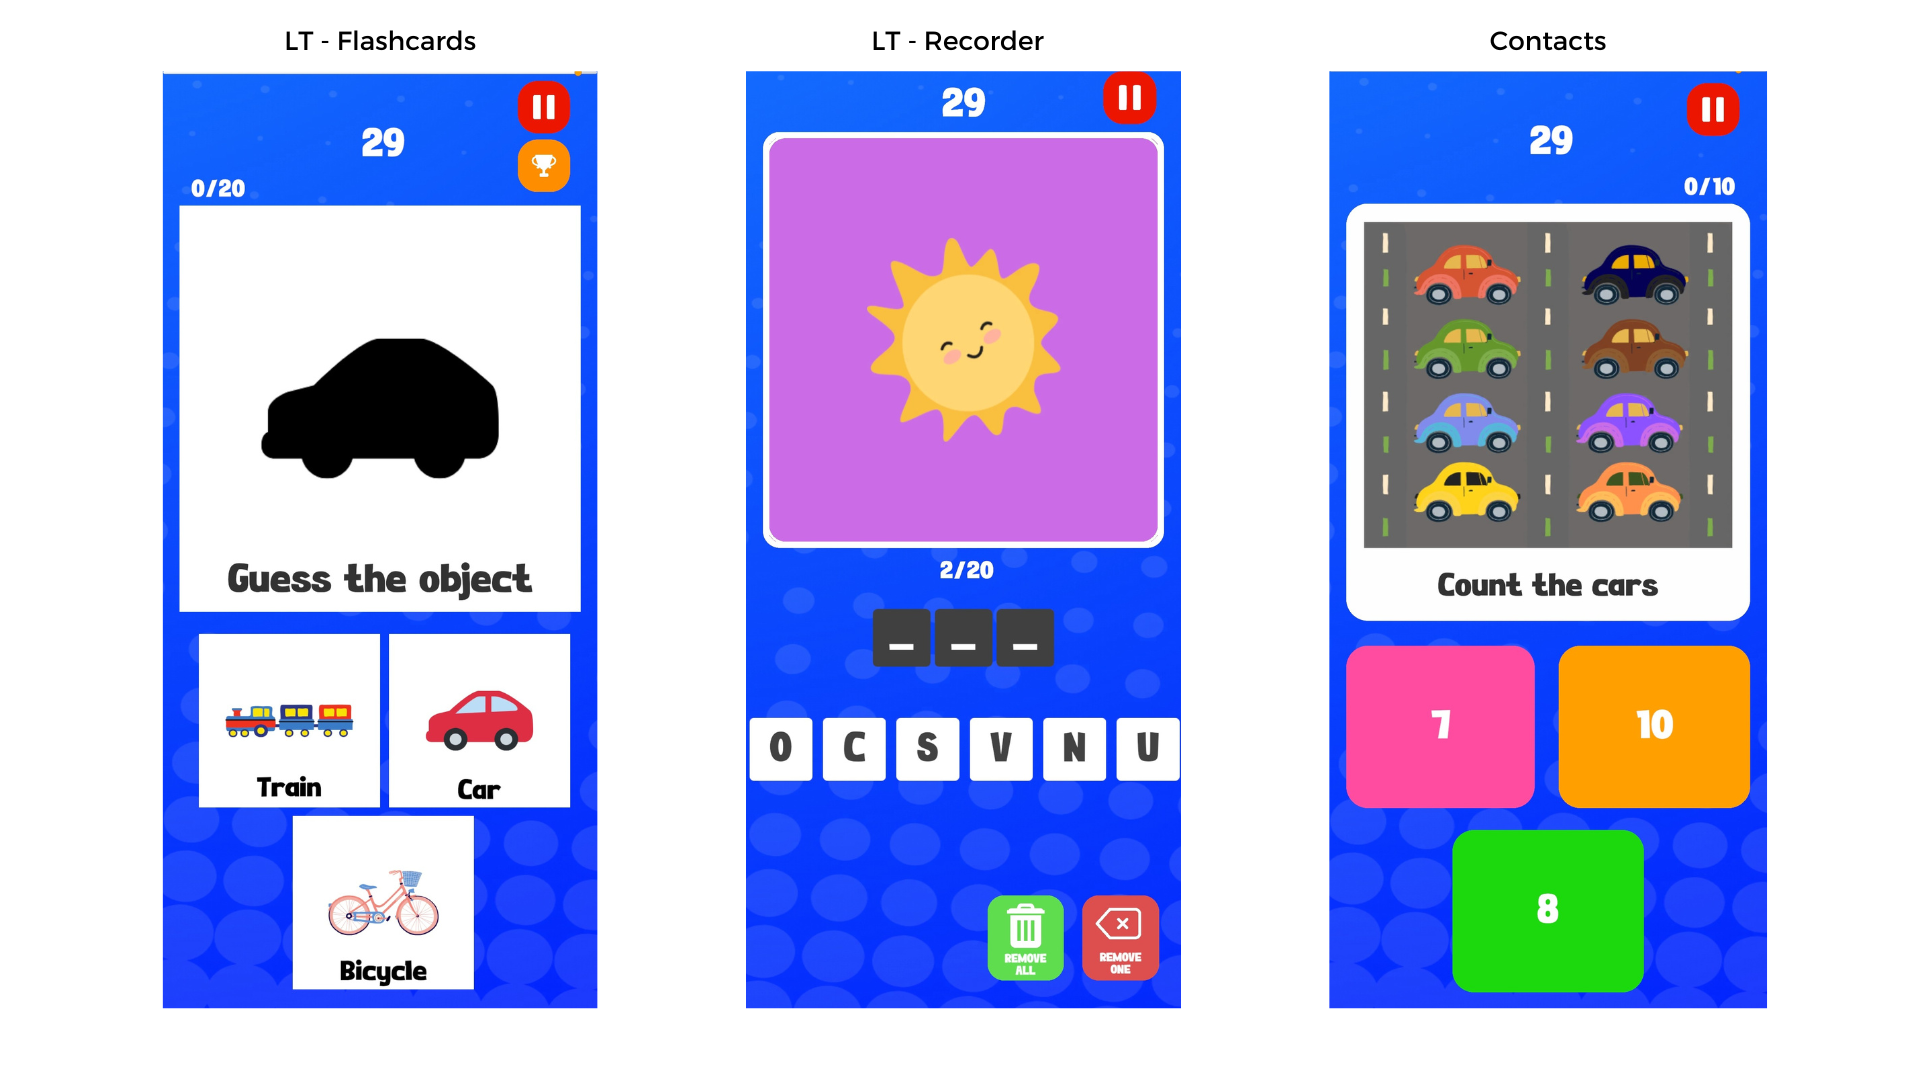 LT - Flashcards
29
0/20
Guess the object
Train
Car
Bicycle
LT - Recorder
29
2/20
_ _ _
O C S V N U
REMOVE
ALL
REMOVE
ONE
Contacts
29
0/10
Count the cars
7
10
8